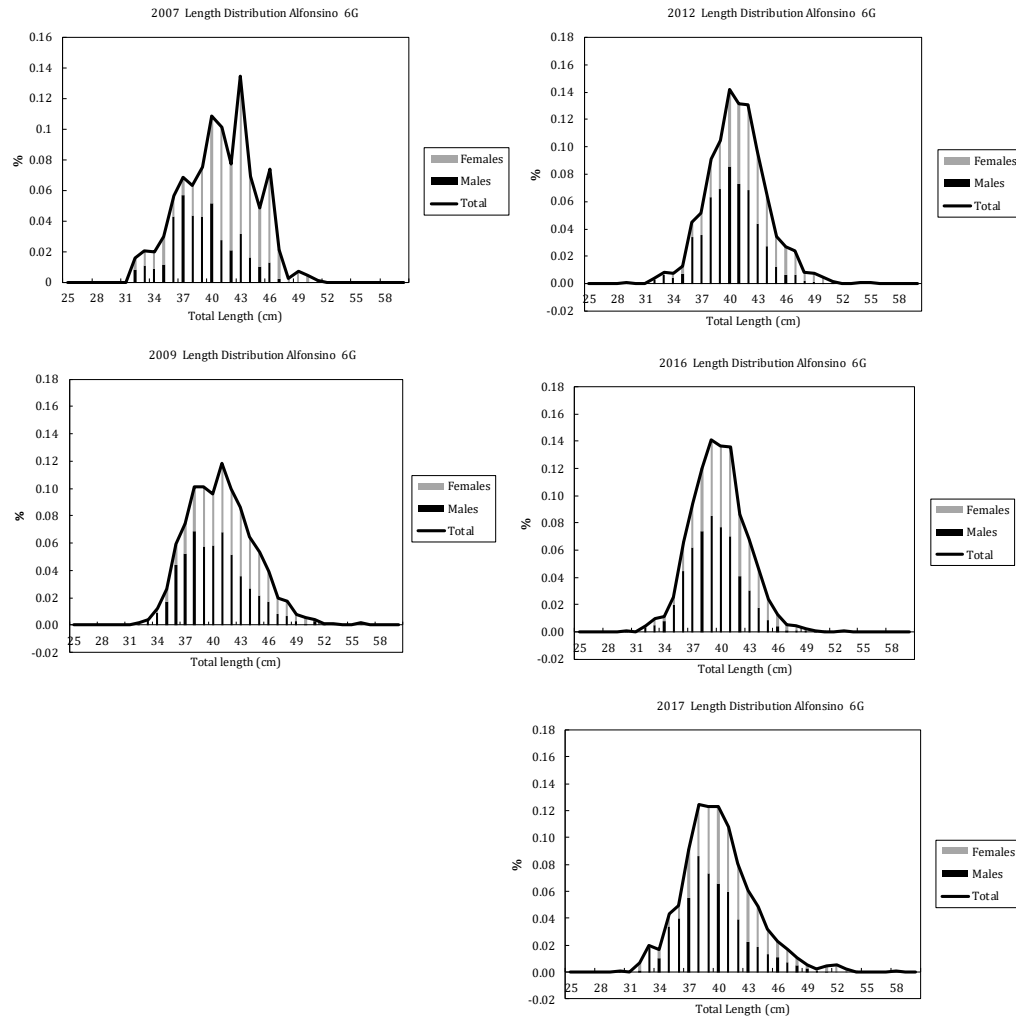 2007 Length Distribution Alfonsino 6G
0.16
0.14
0.12
0.1
0.08
0.06
0.04
0.02
0
%
25 28 31 34 37 40 43 46 49 52 55 58
Total Length (cm)
Females
Males
Total
2012 Length Distribution Alfonsino 6G
0.18
0.16
0.14
0.12
0.10
0.08
0.06
0.04
0.02
0.00
-0.02
%
25 28 31 34 37 40 43 46 49 52 55 58
Total Length (cm)
Females
Males
Total
2009 Length Distribution Alfonsino 6G
0.18
0.16
0.14
0.12
0.10
0.08
0.06
0.04
0.02
0.00
-0.02
%
25 28 31 34 37 40 43 46 49 52 55 58
Total length (cm)
Females
Males
Total
2016 Length Distribution Alfonsino 6G
0.18
0.16
0.14
0.12
0.10
0.08
0.06
0.04
0.02
0.00
-0.02
%
25 28 31 34 37 40 43 46 49 52 55 58
Total Length (cm)
Females
Males
Total
2017 Length Distribution Alfonsino 6G
0.18
0.16
0.14
0.12
0.10
0.08
0.06
0.04
0.02
0.00
-0.02
%
25 28 31 34 37 40 43 46 49 52 55 58
Total Length (cm)
Females
Males
Total